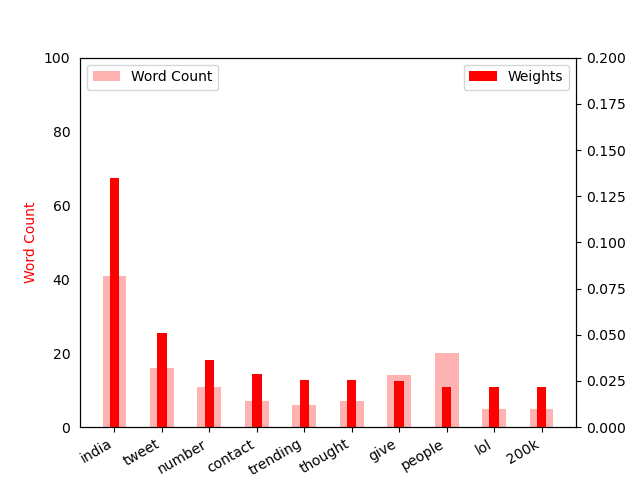 Word Count
Weights
100
80
60
40
20
0
Word Count
0.200
0.175
0.150
0.125
0.100
0.075
0.050
0.025
0.000
india
tweet
number
contact
trending
thought
give
people
lol
200k